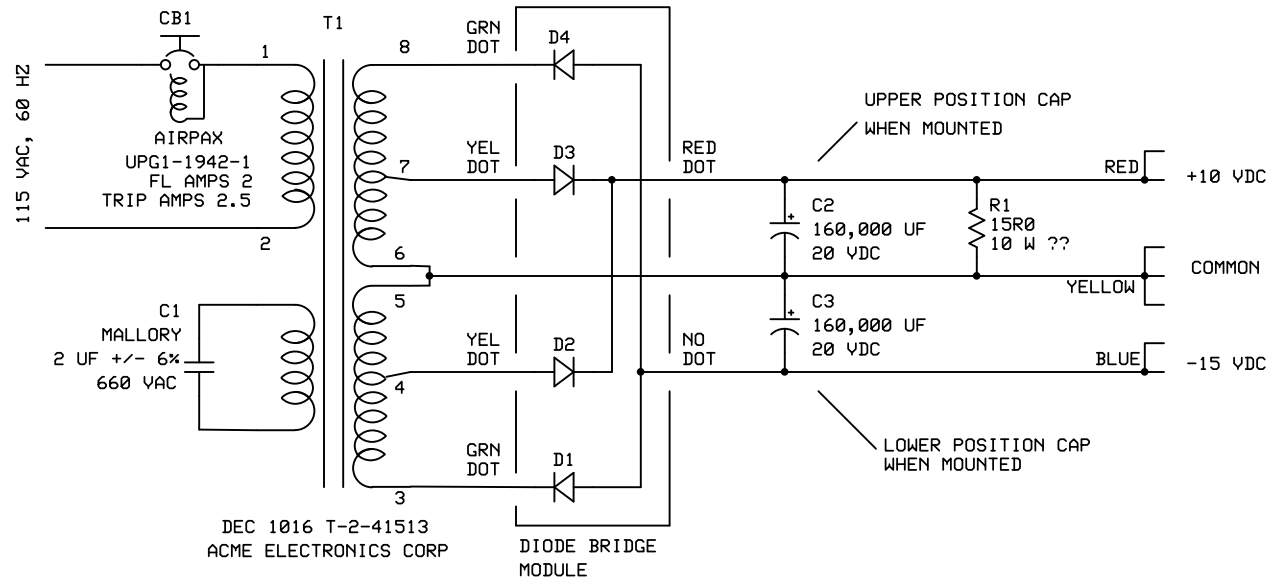 CB1
T1
115 VAC, 60 HZ
1
2
AIRPAX
UPG1-1942-1
FL AMPS 2
TRIP AMPS 2.5
8
7
6
5
4
3
GRN
DOT
D4
YEL
DOT
D3
RED
DOT
UPPER POSITION CAP
WHEN MOUNTED
RED
+10 VDC
C2
160,000 UF
20 VDC
R1
15R0
10 W ??
COMMON
YELLOW
C1
MALLORY
2 UF +/- 6%
660 VAC
YEL
DOT
D2
NO
DOT
C3
160,000 UF
20 VDC
BLUE
-15 VDC
GRN
DOT
D1
LOWER POSITION CAP
WHEN MOUNTED
DEC 1016 T-2-41513
ACME ELECTRONICS CORP
DIODE BRIDGE
MODULE